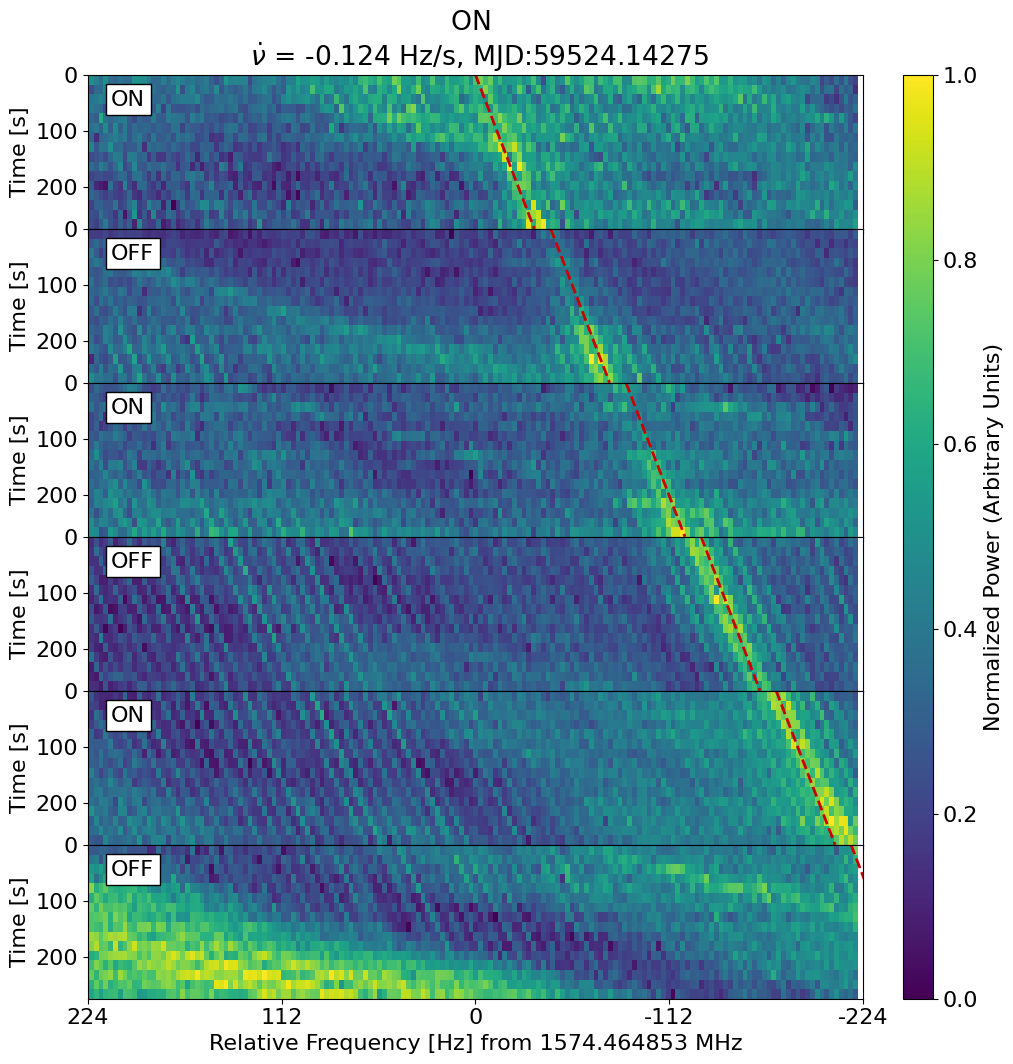 ON
ν̇ = -0.124 Hz/s, MJD:59524.14275
0
100
200
Time [s]
ON
0
100
200
Time [s]
OFF
0
100
200
Time [s]
ON
0
100
200
Time [s]
OFF
0
100
200
Time [s]
ON
0
100
200
Time [s]
OFF
224 112 0 -112 -224
Relative Frequency [Hz] from 1574.464853 MHz
1.0
0.8
0.6
0.4
0.2
0.0
Normalized Power (Arbitrary Units)